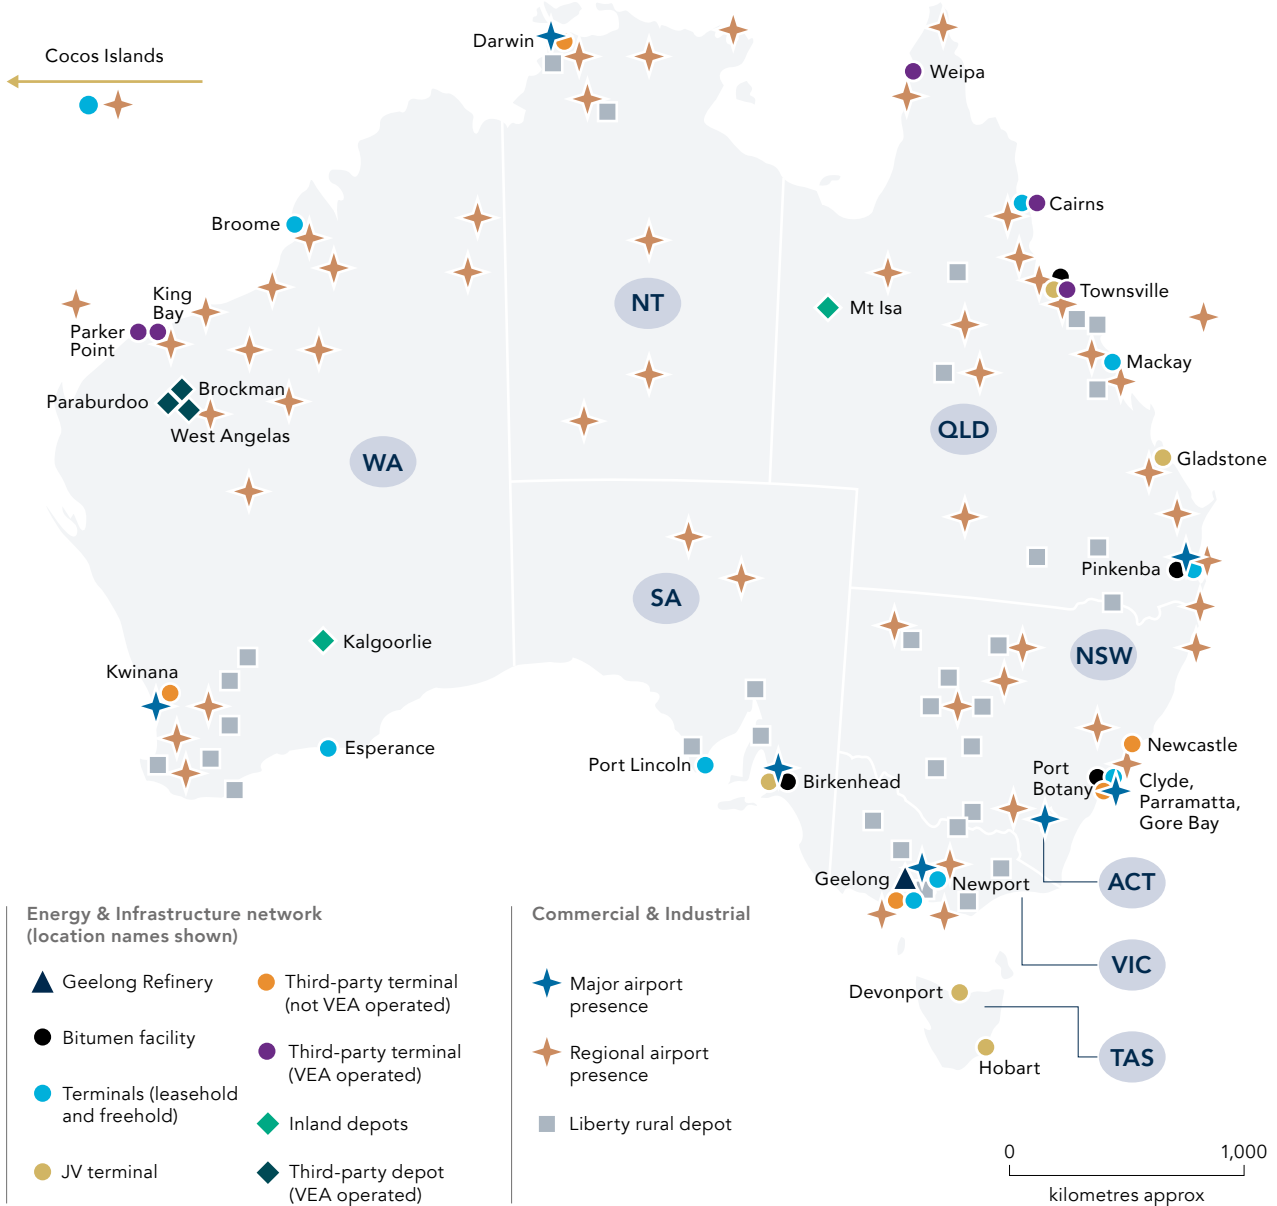 Cocos Islands
Darwin
Weipa
Cairns
Broome
King
Bay
NT
Mt Isa
Townsville
Parker
Point
Mackay
Brockman
Paraburdoo
West Angelas
QLD
WA
Gladstone
Pinkenba
SA
Kalgoorlie
NSW
Kwinana
Esperance
Port Lincoln
Newcastle
Port
Botany
Birkenhead
Clyde,
Parramatta,
Gore Bay
Geelong
Newport
ACT
VIC
Devonport
TAS
Hobart
Energy & Infrastructure network
(location names shown)
Geelong Refinery
Bitumen facility
Terminals (leasehold
and freehold)
JV terminal
Third-party terminal
(not VEA operated)
Third-party terminal
(VEA operated)
Inland depots
Third-party depot
(VEA operated)
Commercial & Industrial
Major airport
presence
Regional airport
presence
Liberty rural depot
0 1,000
kilometres approx